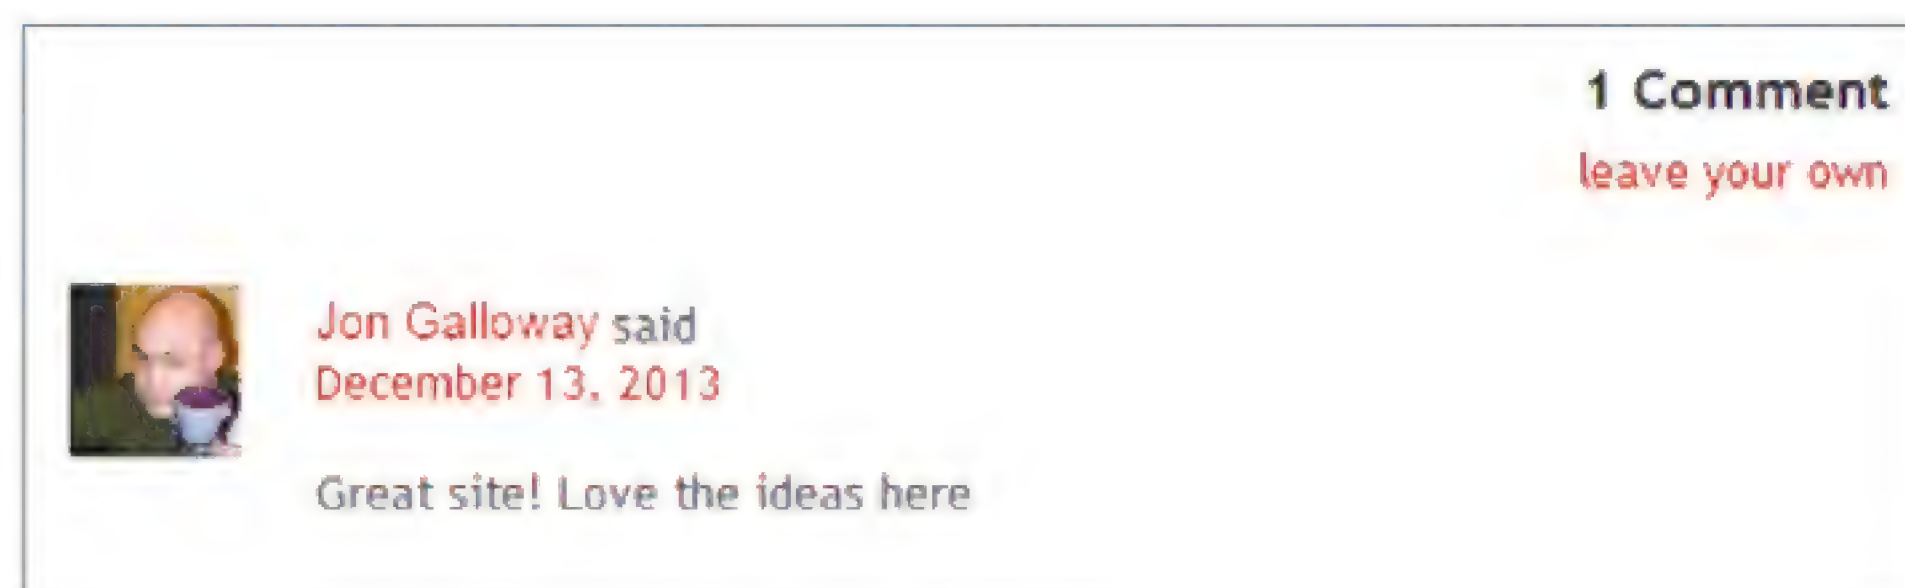 1 Comment
leave your own
Jon Galloway said
December 13, 2013
Great site! Love the ideas here